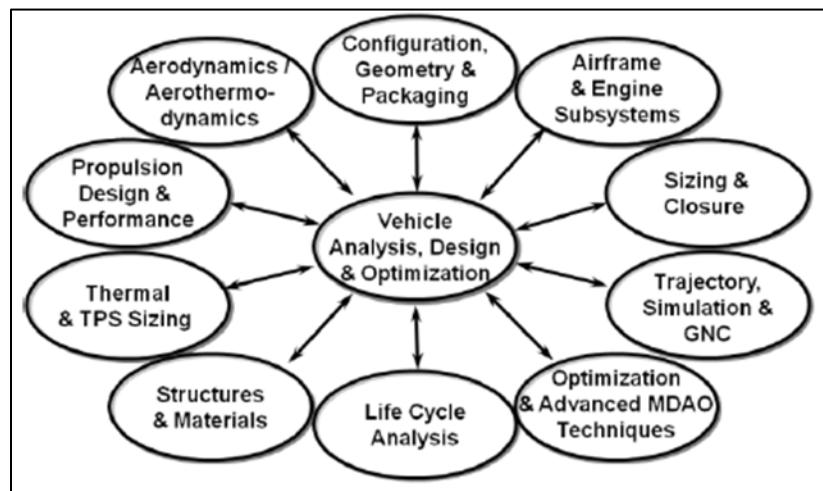 Configuration,
Geometry &
Packaging
Airframe
& Engine
Subsystems
Sizing &
Closure
Trajectory,
Simulation &
GNC
Optimization
& Advanced MDAO
Techniques
Life Cycle
Analysis
Structures
& Materials
Thermal
& TPS Sizing
Propulsion
Design &
Performance
Aerodynamics /
Aerothermo-
dynamics
Vehicle
Analysis, Design
& Optimization